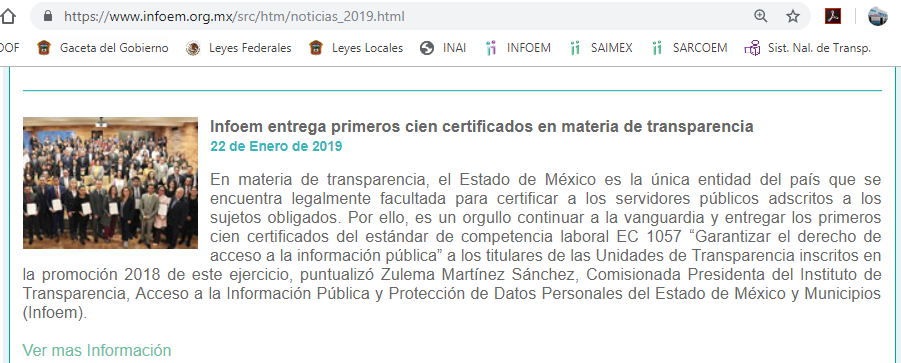 https://www.infoem.org.mx/src/htm/noticias_2019.html
DOF Gaceta del Gobierno Leyes Federales Leyes Locales INAI INFOEM SAIMEX SARCOEM Sist. Nal. de Transp.
Infoem entrega primeros cien certificados en materia de transparencia
22 de Enero de 2019
En materia de transparencia, el Estado de México es la única entidad del país que se
encuentra legalmente facultada para certificar a los servidores públicos adscritos a los
sujetos obligados. Por ello, es un orgullo continuar a la vanguardia y entregar los primeros
cien certificados del estándar de competencia laboral EC 1057 “Garantizar el derecho de
acceso a la información pública” a los titulares de las Unidades de Transparencia inscritos en
la promoción 2018 de este ejercicio, puntualizó Zulema Martínez Sánchez, Comisionada Presidenta del Instituto de
Transparencia, Acceso a la Información Pública y Protección de Datos Personales del Estado de México y Municipios
(Infoem).
Ver mas Información